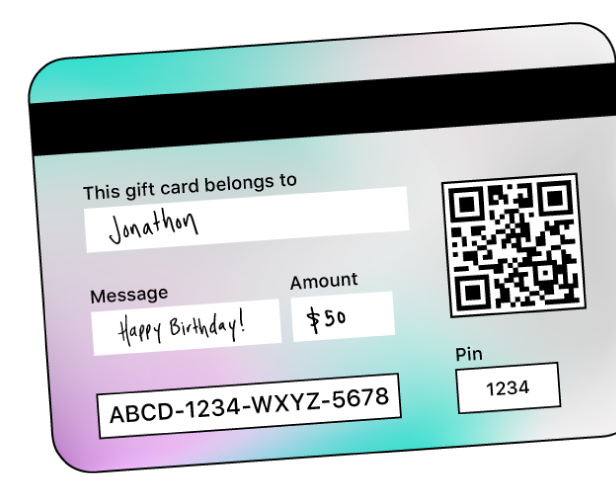 This gift card belongs to
Jonathon
Message
Happy Birthday!
Amount
$50
ABCD-1234-WXYZ-5678
Pin
1234